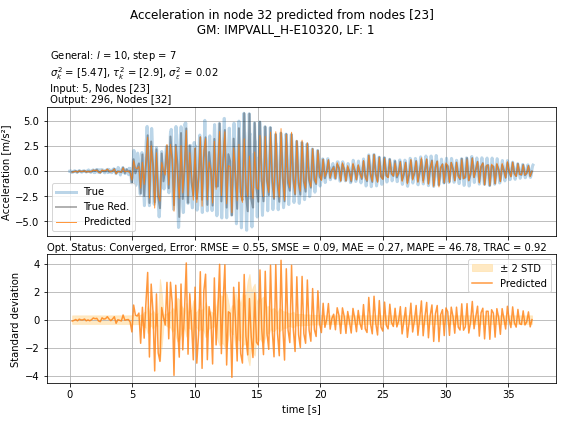 Acceleration in node 32 predicted from nodes [23]
GM: IMPVALL_H-E10320, LF: 1
General: l = 10, step = 7
σ²ₖ = [5.47], τ²ₖ = [2.9], σ²ε = 0.02
Input: 5, Nodes [23]
Output: 296, Nodes [32]
Acceleration [m/s²]
5.0
2.5
0.0
−2.5
−5.0
True
True Red.
Predicted
Opt. Status: Converged, Error: RMSE = 0.55, SMSE = 0.09, MAE = 0.27, MAPE = 46.78, TRAC = 0.92
Standard deviation
4
2
0
−2
−4
± 2 STD
Predicted
0 5 10 15 20 25 30 35
time [s]